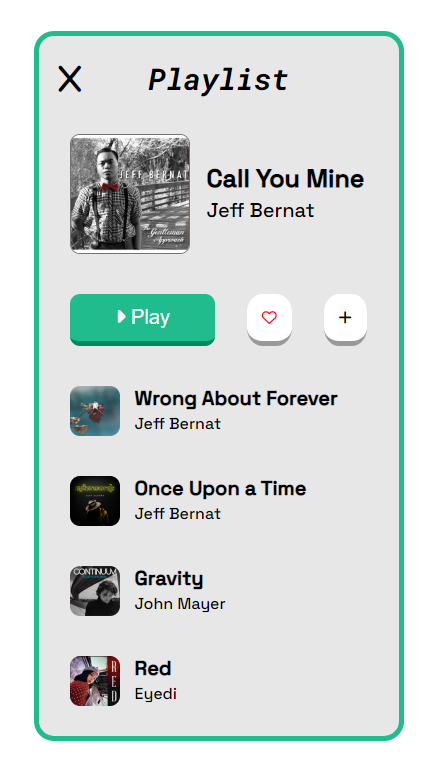 X Playlist
JEFF BERNAT
The
Gentleman
Approach
Call You Mine
Jeff Bernat
Play
Wrong About Forever
Jeff Bernat
Once Upon a Time
Jeff Bernat
CONTINUUM
Gravity
John Mayer
RED
Red
Eyedi